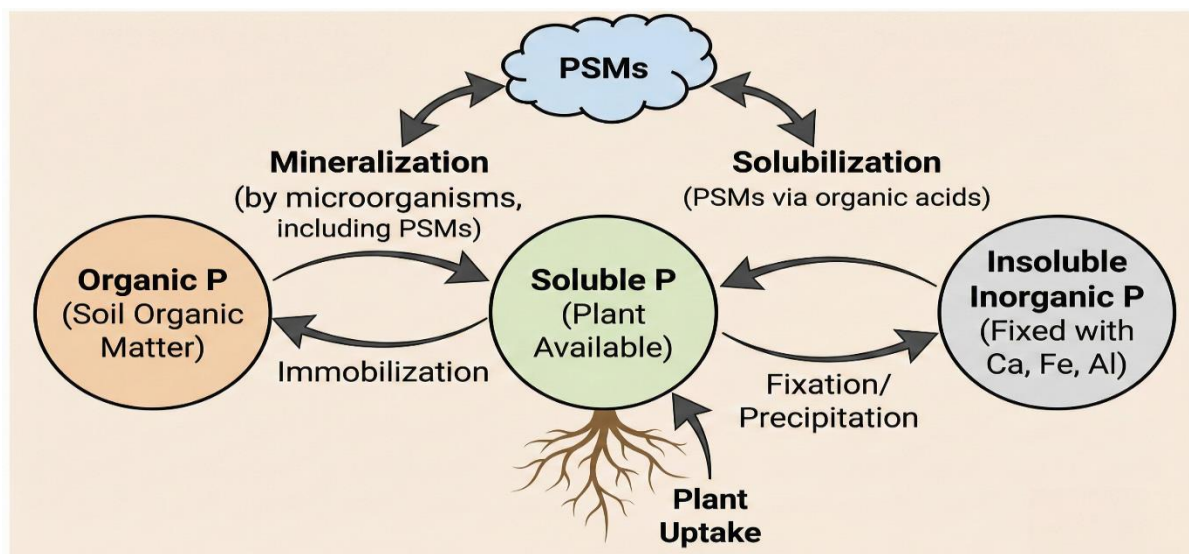 PSMs
Mineralization
(by microorganisms,
including PSMs)
Solubilization
(PSMs via organic acids)
Organic P
(Soil Organic
Matter)
Soluble P
(Plant
Available)
Insoluble
Inorganic P
(Fixed with
Ca, Fe, Al)
Immobilization
Fixation/
Precipitation
Plant
Uptake